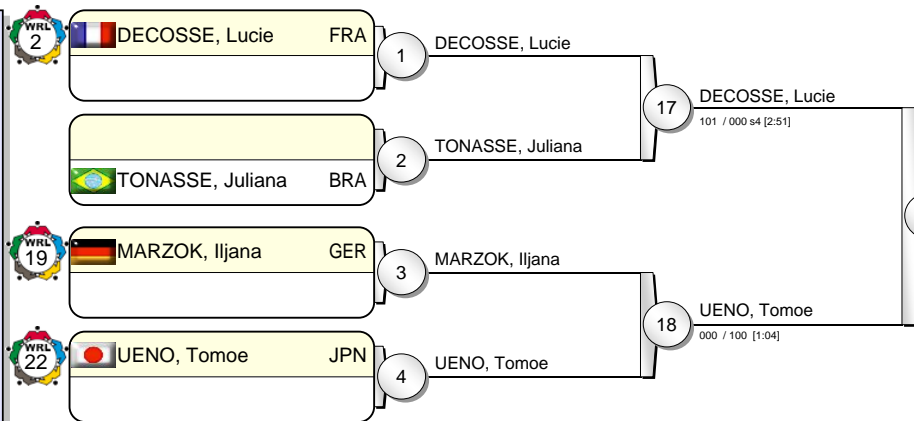 WRL
2
DECOSSE, Lucie FRA
1
DECOSSE, Lucie
17
DECOSSE, Lucie
101 / 000 s4 [2:51]
2
TONASSE, Juliana
TONASSE, Juliana BRA
WRL
19
MARZOK, Iljana GER
3
MARZOK, Iljana
18
UENO, Tomoe
000 / 100 [1:04]
WRL
22
UENO, Tomoe JPN
4
UENO, Tomoe